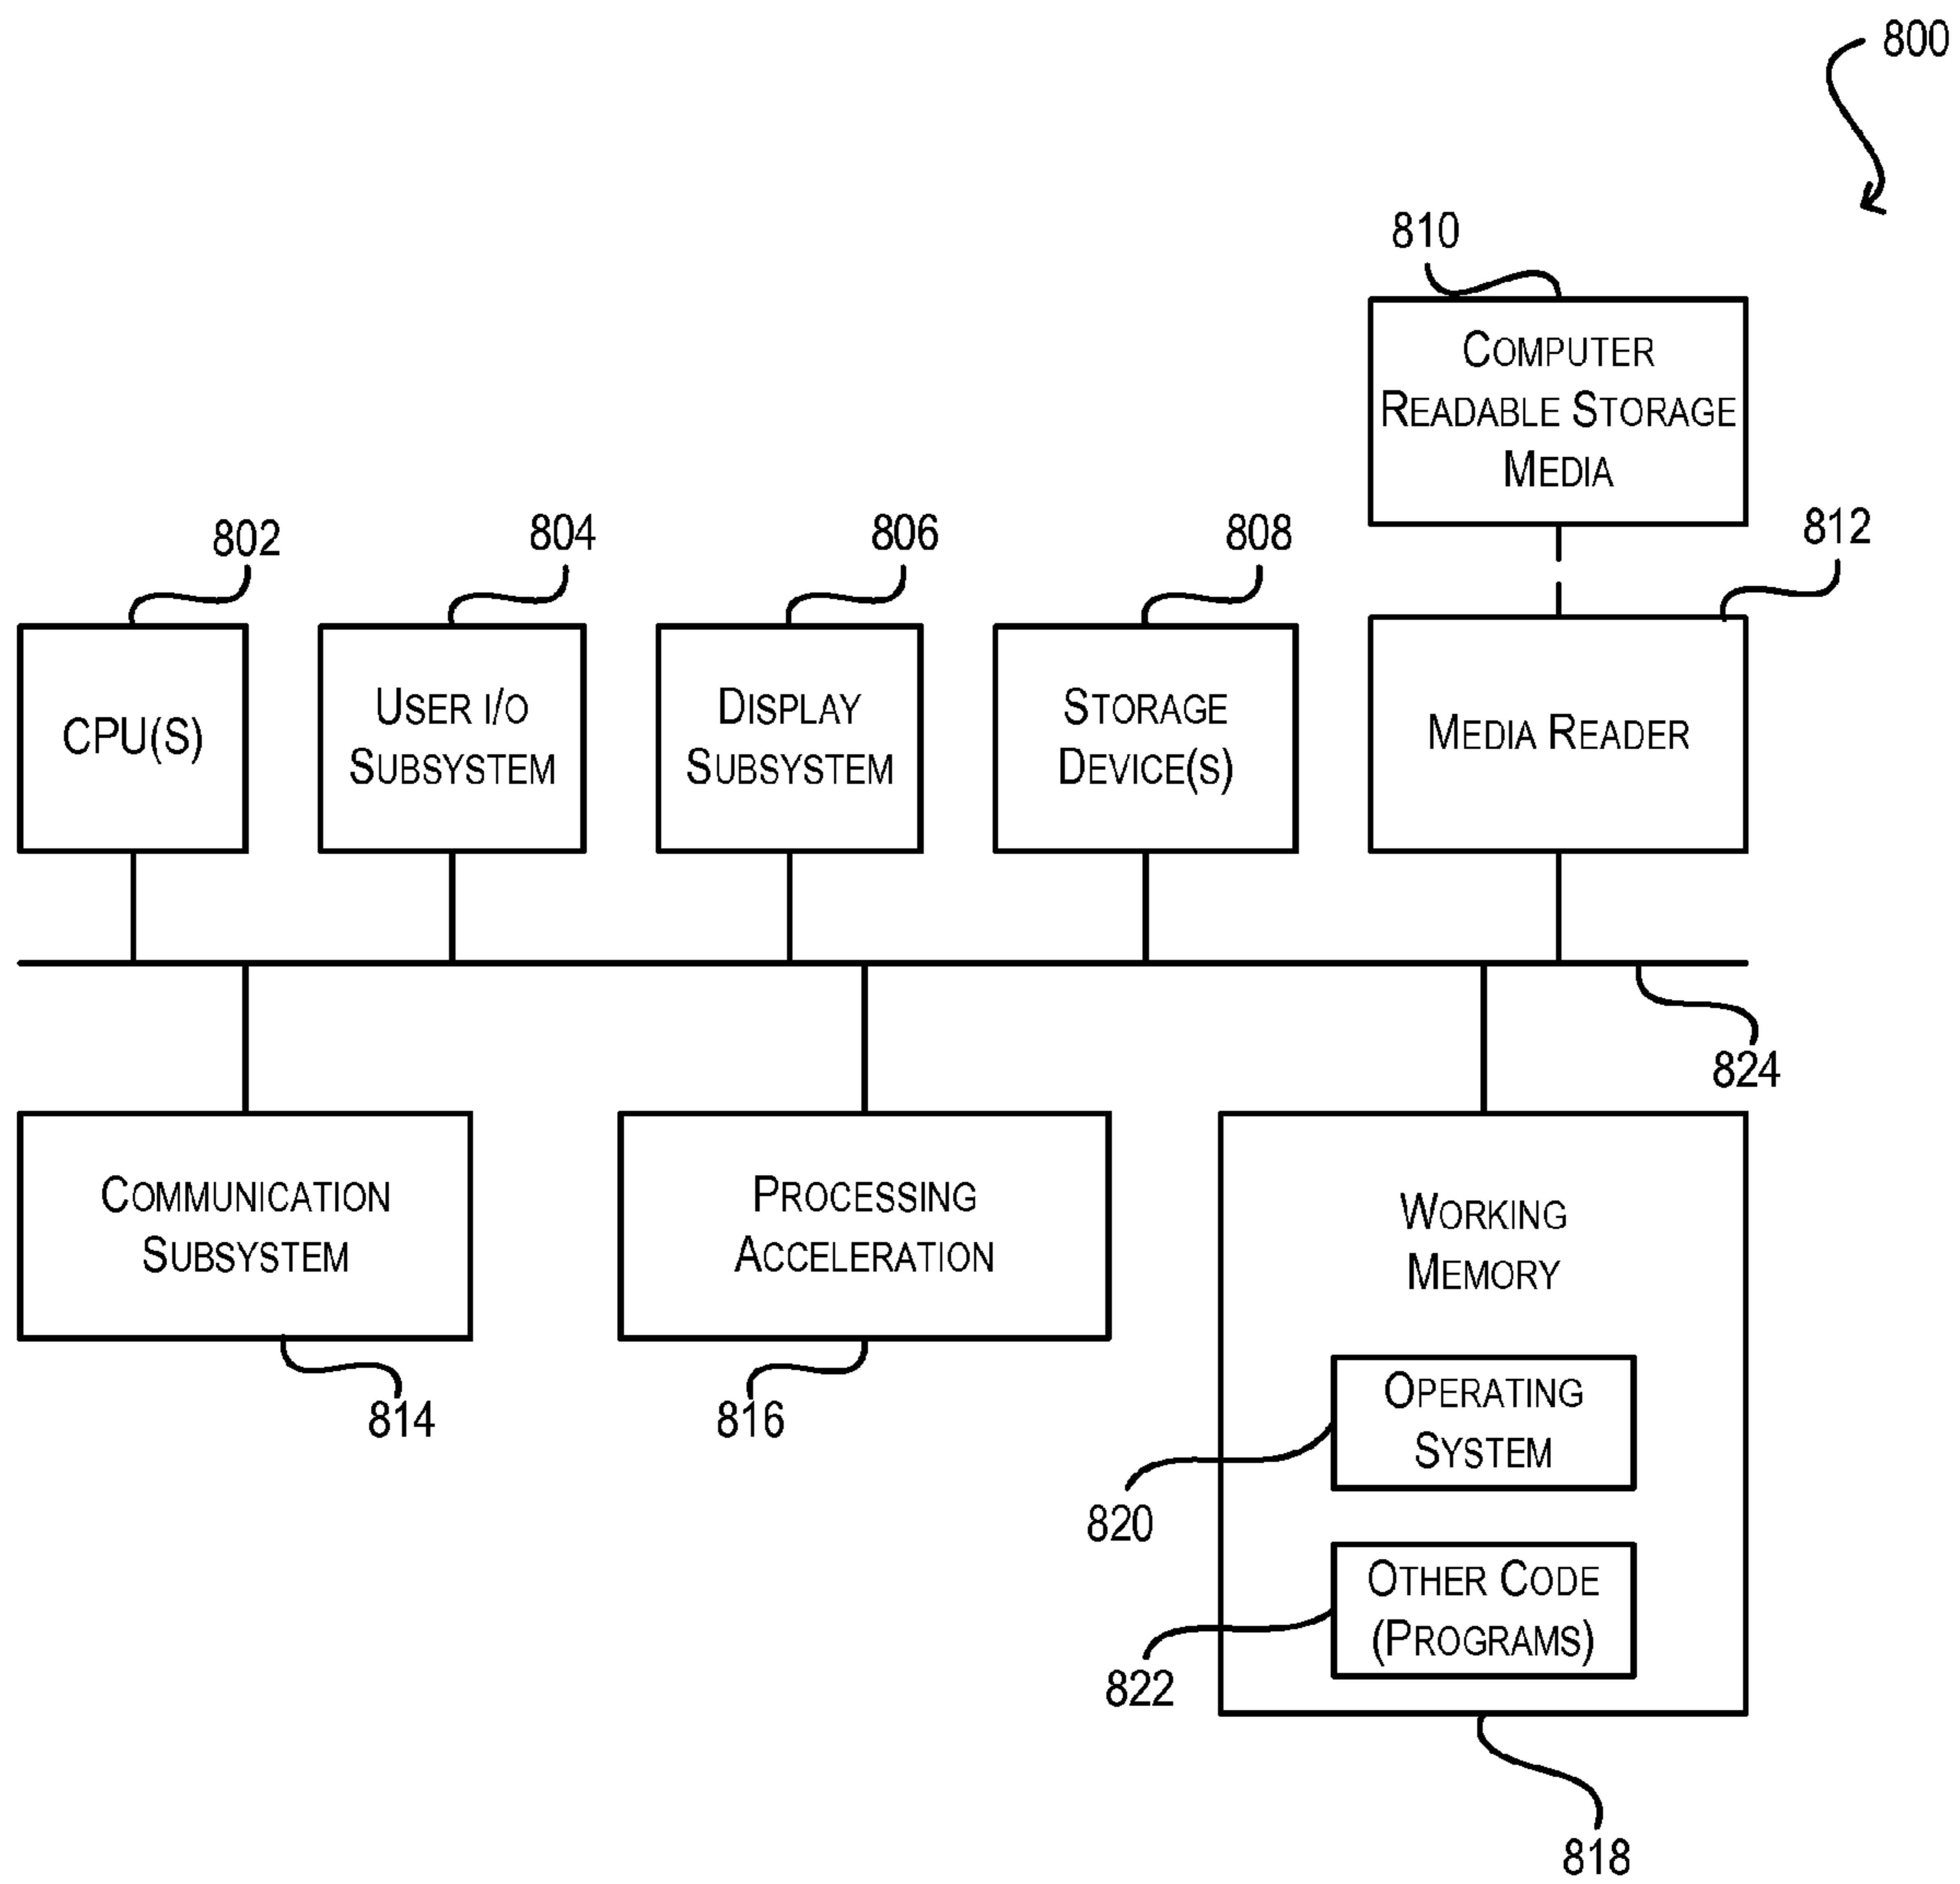 800
810
COMPUTER
READABLE STORAGE
MEDIA
802
804
806
808
812
CPU(S)
USER I/O
SUBSYSTEM
DISPLAY
SUBSYSTEM
STORAGE
DEVICE(S)
MEDIA READER
824
COMMUNICATION
SUBSYSTEM
PROCESSING
ACCELERATION
WORKING
MEMORY
814
816
OPERATING
SYSTEM
820
OTHER CODE
(PROGRAMS)
822
818